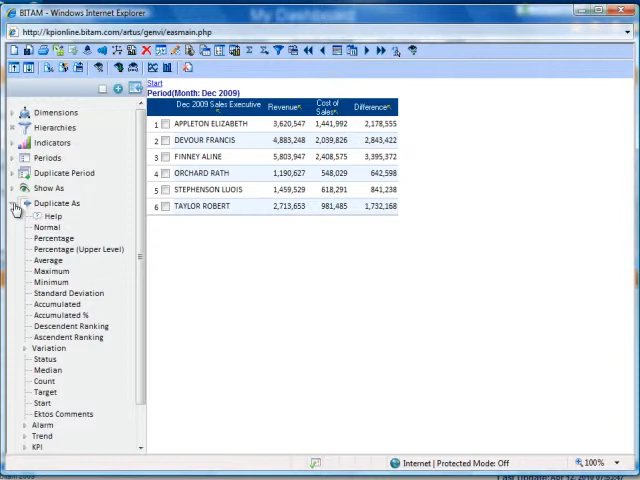 My Dashboard
BITAM - Windows Internet Explorer
http://kpionline.bitam.com/artus/genvi/easmain.php
Start
Period(Month: Dec 2009)
Dec 2009 Sales Executive Revenue Cost of Sales Difference
1 APPLETON ELIZABETH 3,620,547 1,441,992 2,178,555
2 DEVOUR FRANCIS 4,883,248 2,039,826 2,843,422
3 FINNEY ALINE 5,803,947 2,408,575 3,395,372
4 ORCHARD RATH 1,190,627 548,029 642,598
5 STEPHENSON LUOIS 1,459,529 618,291 841,238
6 TAYLOR ROBERT 2,713,653 981,485 1,732,168
Dimensions
Hierarchies
Indicators
Periods
Duplicate Period
Show As
Duplicate As
Help
Normal
Percentage
Percentage (Upper Level)
Average
Maximum
Minimum
Standard Deviation
Accumulated
Accumulated %
Descendent Ranking
Ascendent Ranking
Variation
Status
Median
Count
Target
Start
Ektos Comments
Alarm
Trend
KPI
Internet | Protected Mode: Off
100%